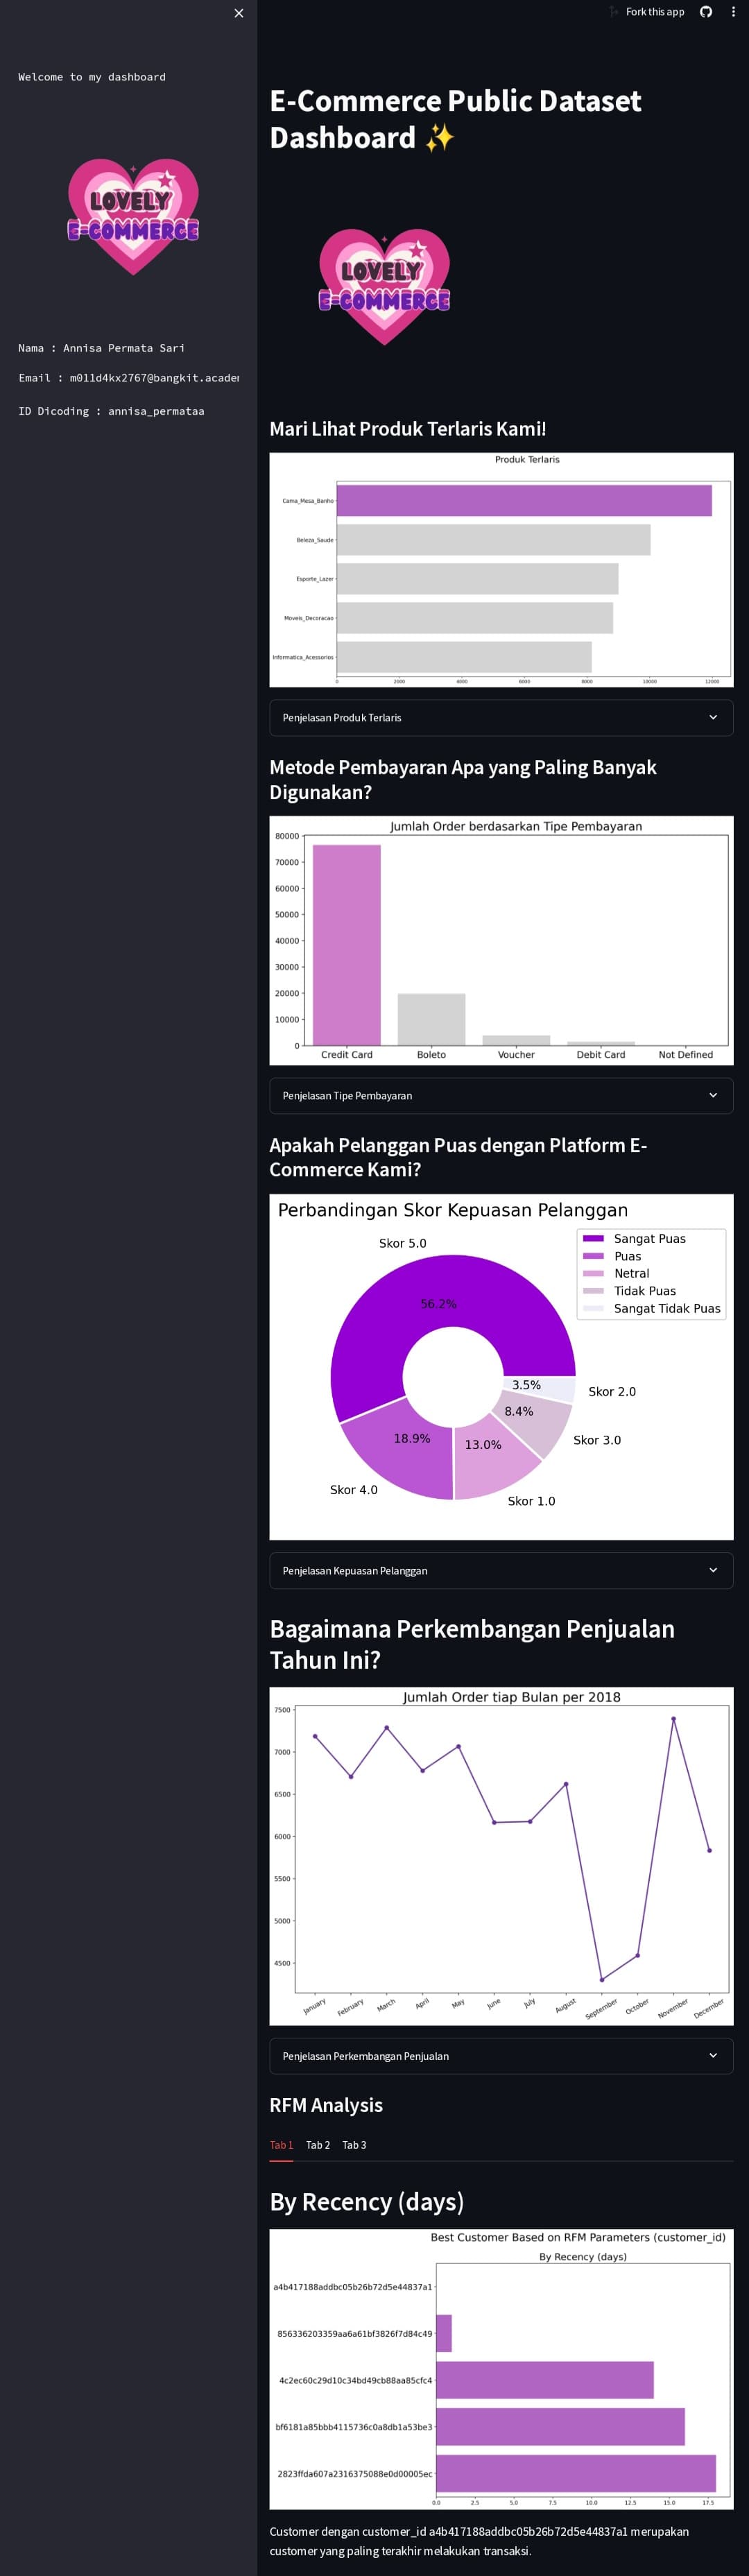 Fork this app
Welcome to my dashboard
LOVELY
E-COMMERCE
Nama : Annisa Permata Sari
Email : m011d4kx2767@bangkit.academ
ID Dicoding : annisa_permataa
E-Commerce Public Dataset
Dashboard ✨
LOVELY
E-COMMERCE
Mari Lihat Produk Terlaris Kami!
Produk Terlaris
Cama_Mesa_Banho
Beleza_Saude
Esporte_Lazer
Moveis_Decoracao
Informatica_Acessorios
0 2000 4000 6000 8000 10000 12000
Penjelasan Produk Terlaris
Metode Pembayaran Apa yang Paling Banyak
Digunakan?
Jumlah Order berdasarkan Tipe Pembayaran
80000
70000
60000
50000
40000
30000
20000
10000
0
Credit Card Boleto Voucher Debit Card Not Defined
Penjelasan Tipe Pembayaran
Apakah Pelanggan Puas dengan Platform E-
Commerce Kami?
Perbandingan Skor Kepuasan Pelanggan
Sangat Puas
Puas
Netral
Tidak Puas
Sangat Tidak Puas
Skor 5.0
56.2%
3.5%
Skor 2.0
8.4%
Skor 3.0
18.9%
13.0%
Skor 4.0
Skor 1.0
Penjelasan Kepuasan Pelanggan
Bagaimana Perkembangan Penjualan
Tahun Ini?
Jumlah Order tiap Bulan per 2018
7500
7000
6500
6000
5500
5000
4500
January February March April May June July August September October November December
Penjelasan Perkembangan Penjualan
RFM Analysis
Tab 1 Tab 2 Tab 3
By Recency (days)
Best Customer Based on RFM Parameters (customer_id)
By Recency (days)
a4b417188addbc05b26b72d5e44837a1
856336203359aa6a61bf3826f7d84c49
4c2ec60c29d10c34bd49cb88aa85cfc4
bf6181a85bbb4115736c0a8db1a53be3
2823ffda607a2316375088e0d00005ec
0.0 2.5 5.0 7.5 10.0 12.5 15.0 17.5
Customer dengan customer_id a4b417188addbc05b26b72d5e44837a1 merupakan
customer yang paling terakhir melakukan transaksi.